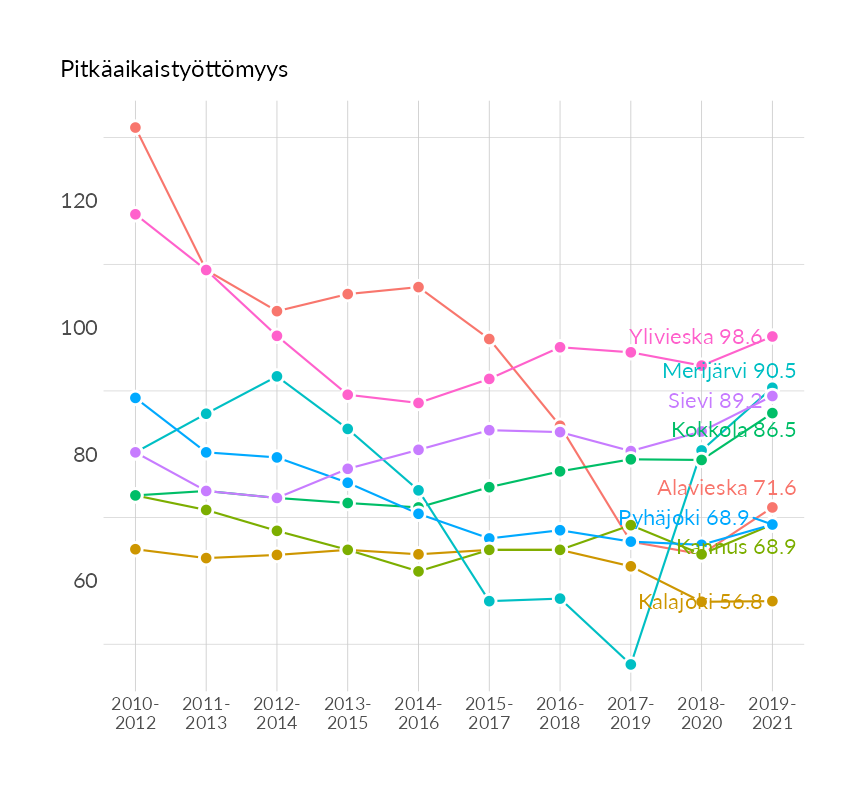 Pitkäaikaistyöttömyys
120
100
80
60
Ylivieska 98.6
Merijärvi 90.5
Sievi 89.2
Kokkola 86.5
Alavieska 71.6
Pyhäjoki 68.9
Kannus 68.9
Kalajoki 56.8
2010-
2012
2011-
2013
2012-
2014
2013-
2015
2014-
2016
2015-
2017
2016-
2018
2017-
2019
2018-
2020
2019-
2021